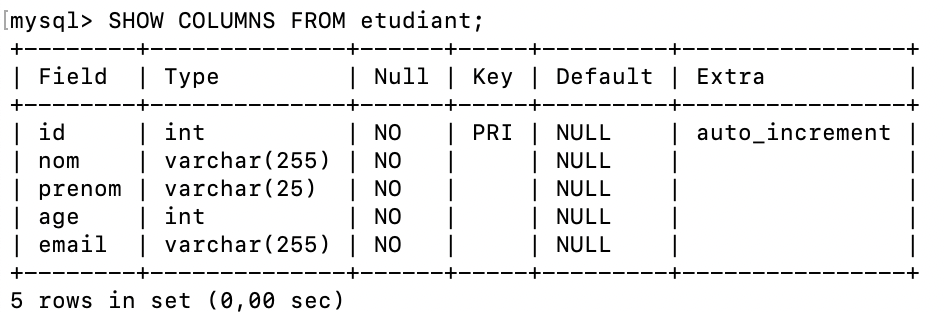 [mysql> SHOW COLUMNS FROM etudiant;
+--------+--------------+------+-----+---------+----------------+
| Field  | Type         | Null | Key | Default | Extra          |
+--------+--------------+------+-----+---------+----------------+
| id     | int          | NO   | PRI | NULL    | auto_increment |
| nom    | varchar(255) | NO   |     | NULL    |                |
| prenom | varchar(25)  | NO   |     | NULL    |                |
| age    | int          | NO   |     | NULL    |                |
| email  | varchar(255) | NO   |     | NULL    |                |
+--------+--------------+------+-----+---------+----------------+
5 rows in set (0,00 sec)